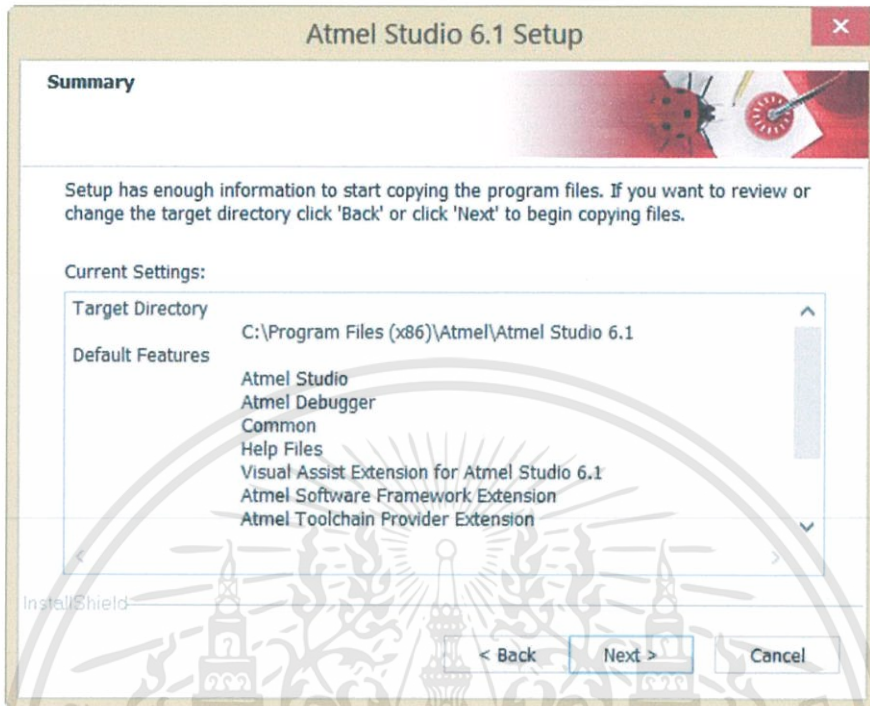 Atmel Studio 6.1 Setup
Summary
Setup has enough information to start copying the program files. If you want to review or
change the target directory click 'Back' or click 'Next' to begin copying files.
Current Settings:
Target Directory
C:\Program Files (x86)\Atmel\Atmel Studio 6.1
Default Features
Atmel Studio
Atmel Debugger
Common
Help Files
Visual Assist Extension for Atmel Studio 6.1
Atmel Software Framework Extension
Atmel Toolchain Provider Extension
InstallShield
< Back Next > Cancel